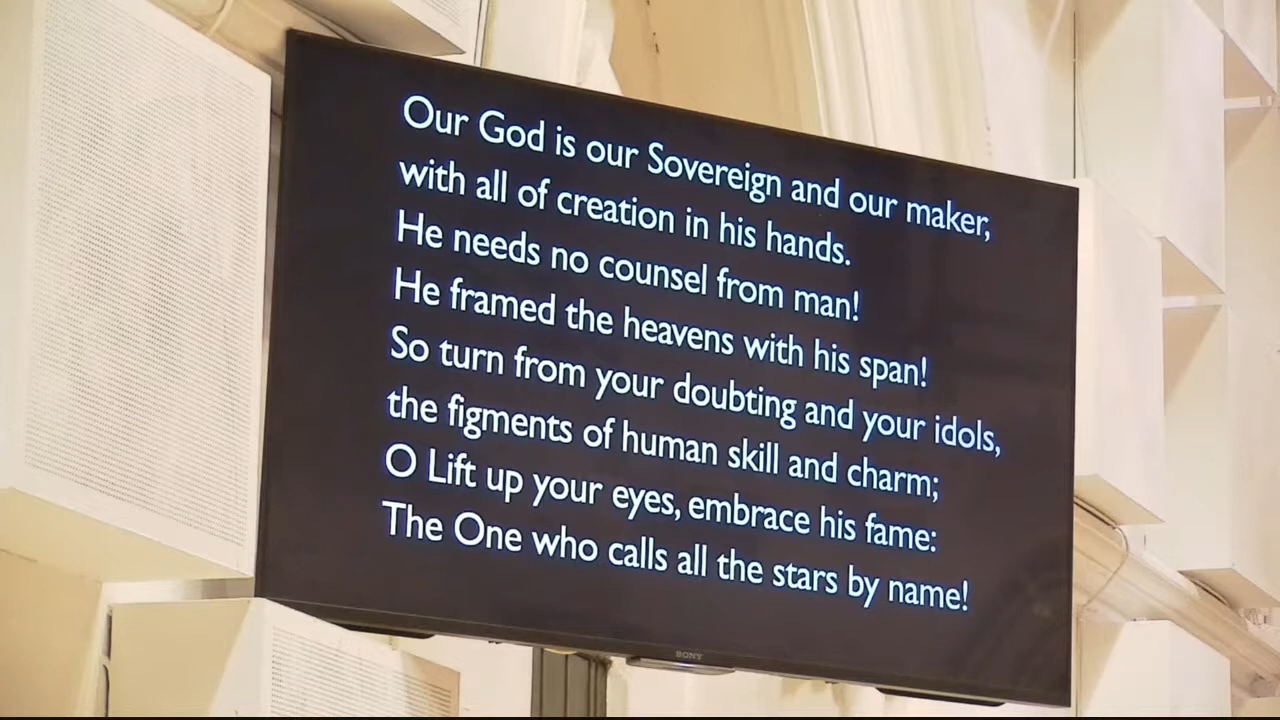 Our God is our Sovereign and our maker,
with all of creation in his hands.
He needs no counsel from man!
He framed the heavens with his span!
So turn from your doubting and your idols,
the figments of human skill and charm;
O Lift up your eyes, embrace his fame:
The One who calls all the stars by name!
SONY